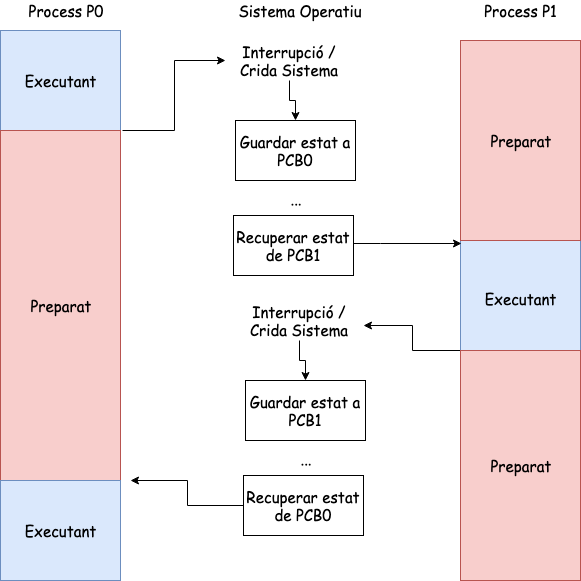 Process P0
Sistema Operatiu
Process P1
Executant
Interrupció /
Crida Sistema
Guardar estat a
PCB0
Preparat
...
Recuperar estat
de PCB1
Preparat
Executant
Interrupció /
Crida Sistema
Guardar estat a
PCB1
...
Preparat
Recuperar estat
de PCB0
Executant